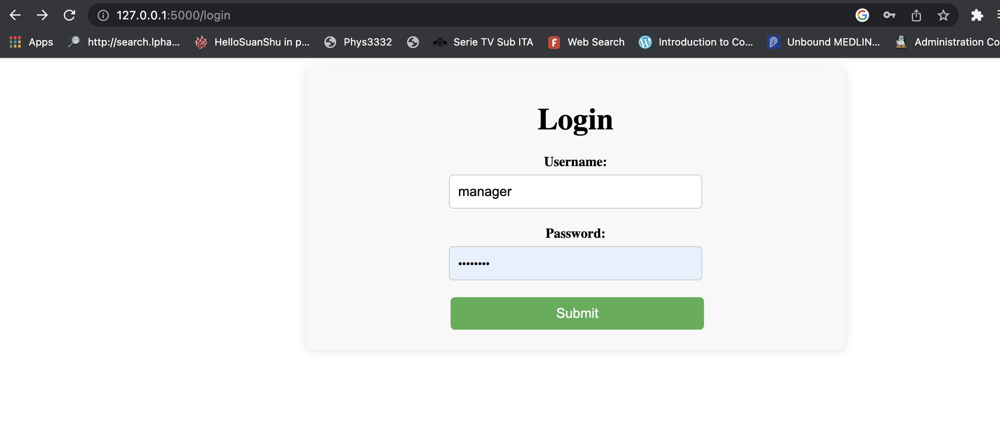 127.0.0.1:5000/login
Apps http://search.lpha... HelloSuanShu in p... Phys3332 Serie TV Sub ITA F Web Search Introduction to Co... Unbound MEDLIN... Administration Co
Login
Username:
manager
Password:
••••••••
Submit